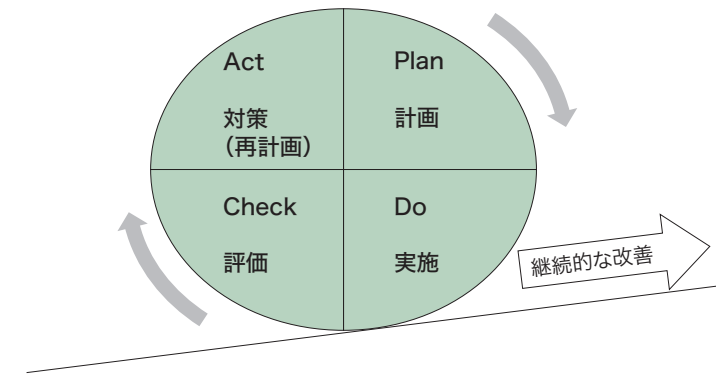 Act
対策
（再計画）
Plan
計画
Check
評価
Do
実施
継続的な改善